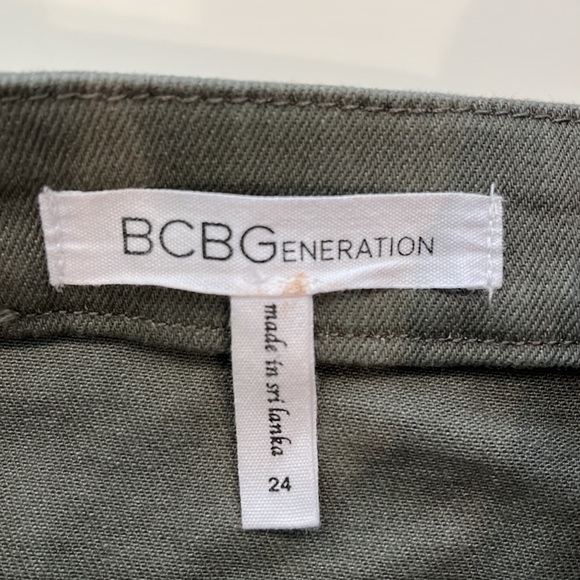 BCBGENERATION
made in sri lanka
24